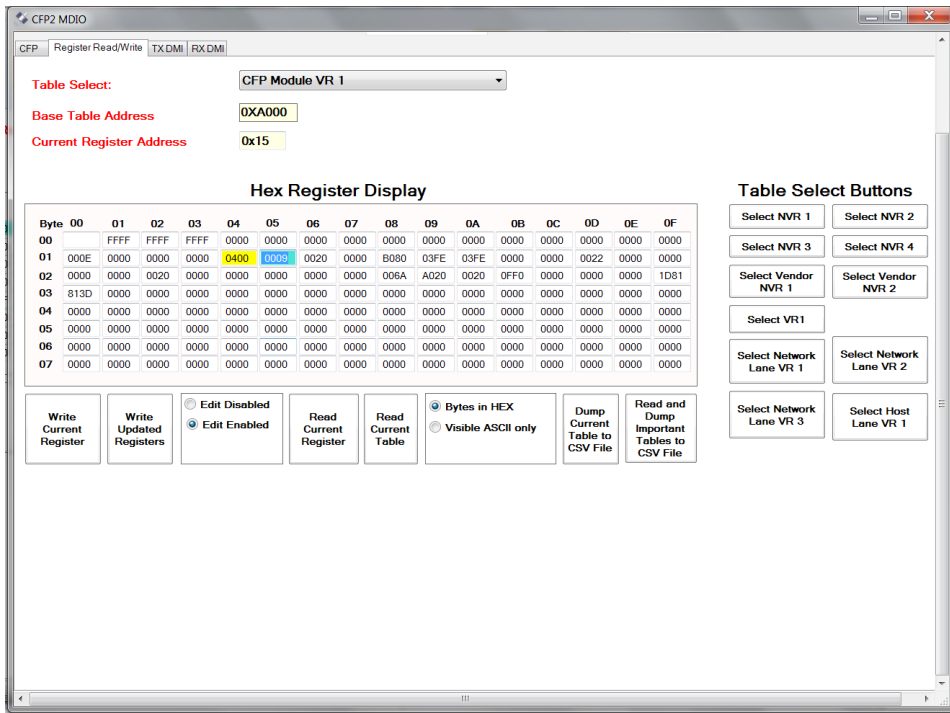 CFP2 MDIO
CFP Register Read/Write TX DMI RX DMI
Table Select: CFP Module VR 1
Base Table Address 0XA000
Current Register Address 0x15
Hex Register Display
Byte 00 01 02 03 04 05 06 07 08 09 0A 0B 0C 0D 0E 0F
00 FFFF FFFF FFFF 0000 0000 0000 0000 0000 0000 0000 0000 0000 0000 0000 0000
01 000E 0000 0000 0000 0400 0009 0020 0000 B080 03FE 03FE 0000 0000 0022 0000 0000
02 0000 0000 0020 0000 0000 0000 0000 0000 006A A020 0020 0FF0 0000 0000 0000 1D81
03 813D 0000 0000 0000 0000 0000 0000 0000 0000 0000 0000 0000 0000 0000 0000 0000
04 0000 0000 0000 0000 0000 0000 0000 0000 0000 0000 0000 0000 0000 0000 0000 0000
05 0000 0000 0000 0000 0000 0000 0000 0000 0000 0000 0000 0000 0000 0000 0000 0000
06 0000 0000 0000 0000 0000 0000 0000 0000 0000 0000 0000 0000 0000 0000 0000 0000
07 0000 0000 0000 0000 0000 0000 0000 0000 0000 0000 0000 0000 0000 0000 0000 0000
Write
Current
Register
Write
Updated
Registers
Edit Disabled
Edit Enabled
Read
Current
Register
Read
Current
Table
Bytes in HEX
Visible ASCII only
Dump
Current
Table to
CSV File
Read and
Dump
Important
Tables to
CSV File
Table Select Buttons
Select NVR 1
Select NVR 2
Select NVR 3
Select NVR 4
Select Vendor
NVR 1
Select Vendor
NVR 2
Select VR1
Select Network
Lane VR 1
Select Network
Lane VR 2
Select Network
Lane VR 3
Select Host
Lane VR 1